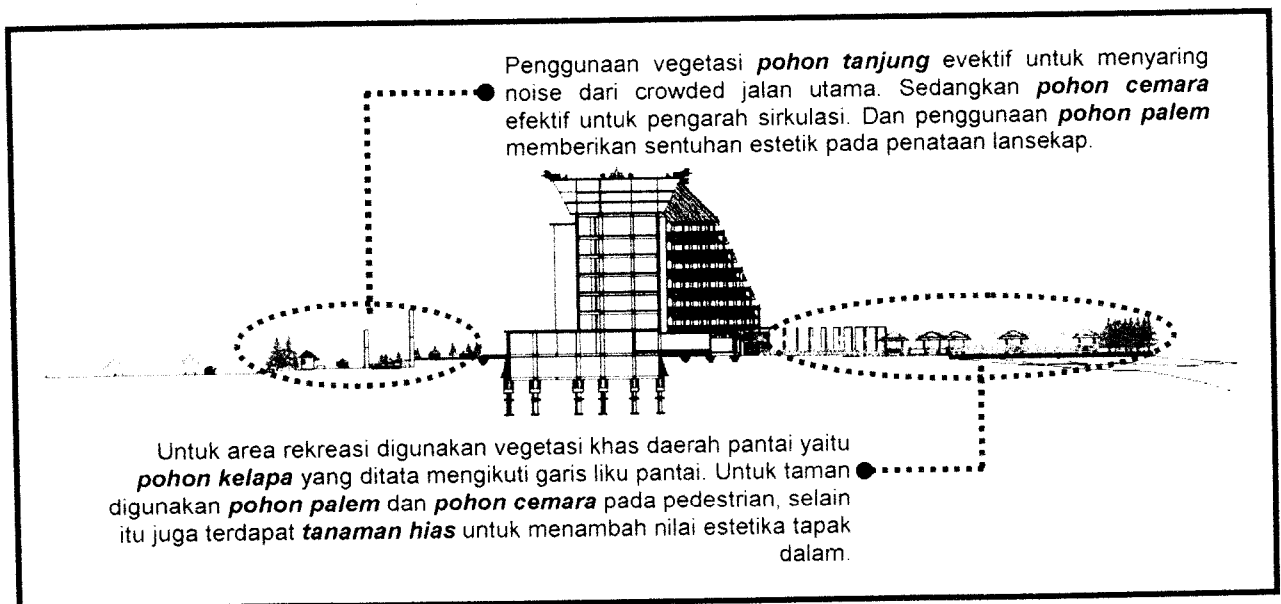 Penggunaan vegetasi pohon tanjung evektif untuk menyaring
noise dari crowded jalan utama. Sedangkan pohon cemara
efektif untuk pengarah sirkulasi. Dan penggunaan pohon palem
memberikan sentuhan estetik pada penataan lansekap.
Untuk area rekreasi digunakan vegetasi khas daerah pantai yaitu
pohon kelapa yang ditata mengikuti garis liku pantai. Untuk taman
digunakan pohon palem dan pohon cemara pada pedestrian, selain
itu juga terdapat tanaman hias untuk menambah nilai estetika tapak
dalam.